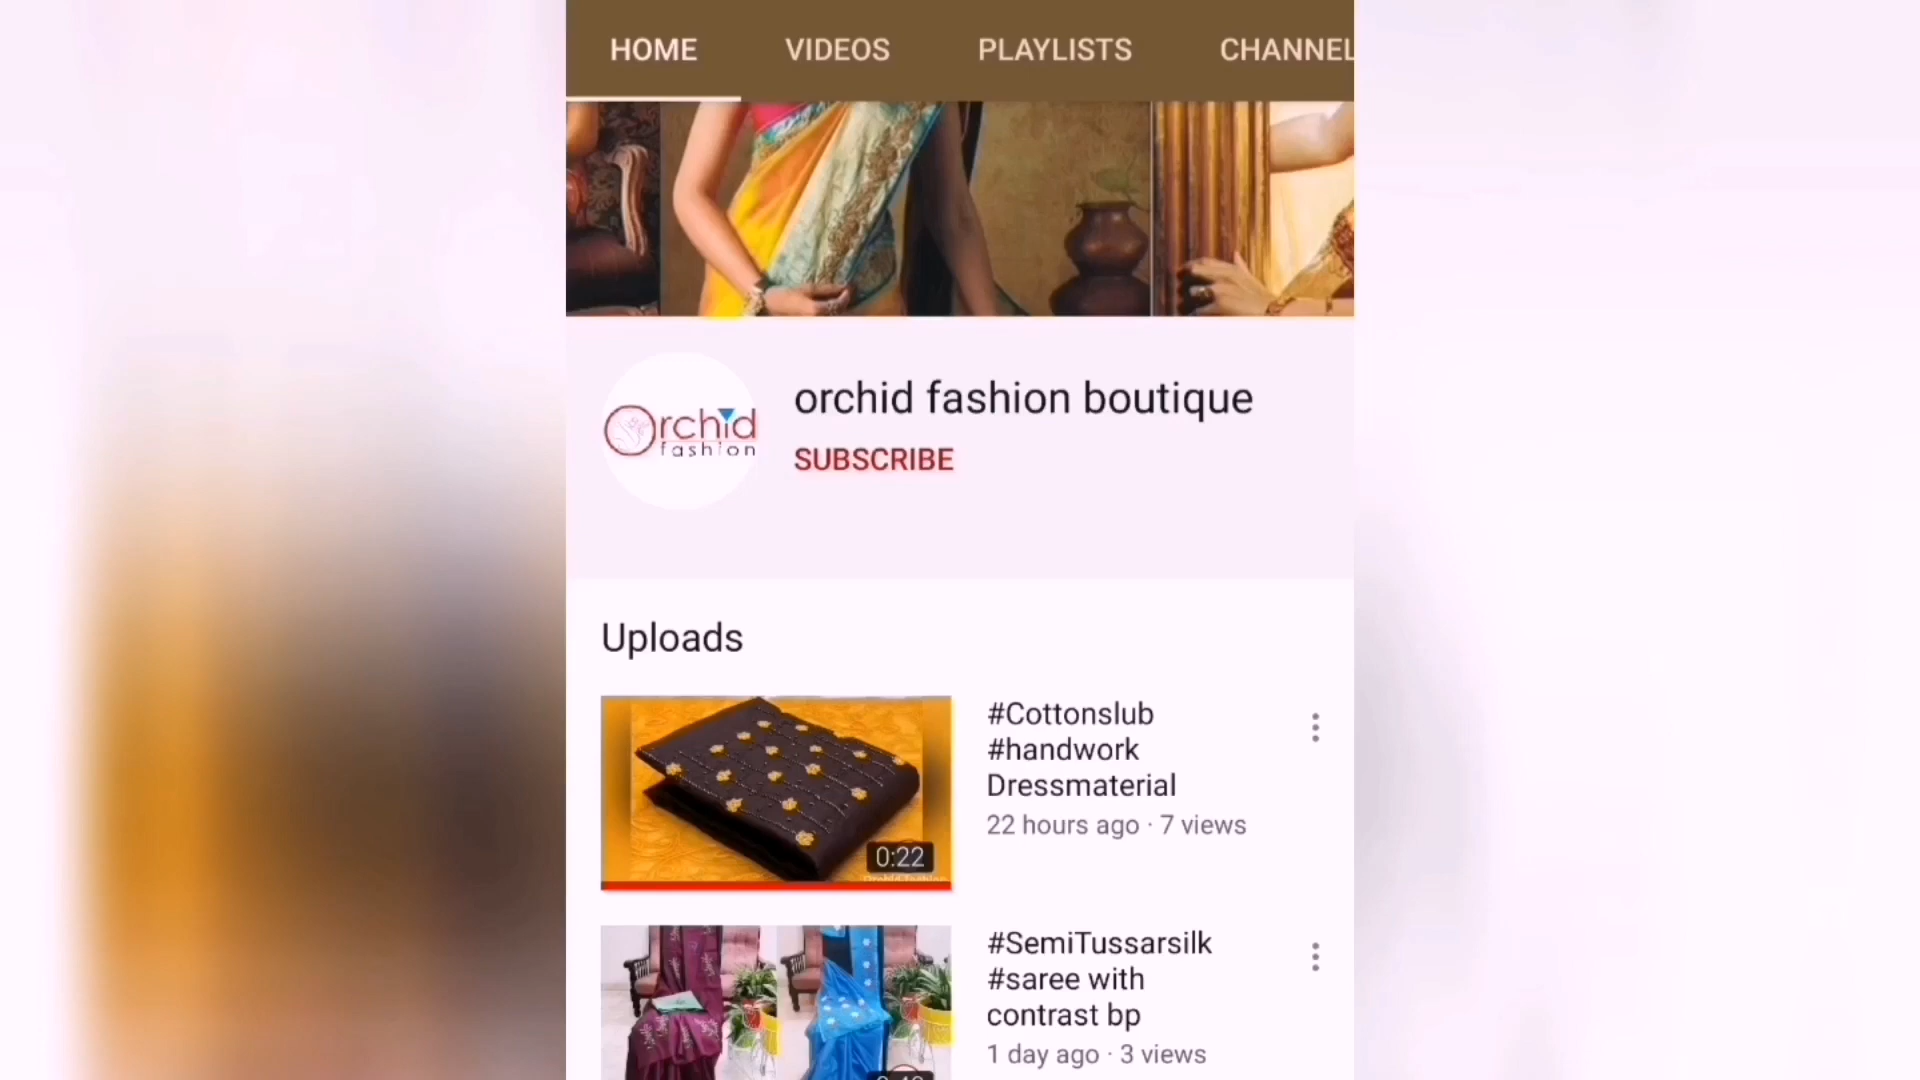 HOME VIDEOS PLAYLISTS CHANNEL
Orchid
fashion
orchid fashion boutique
SUBSCRIBE
Uploads
#Cottonslub
#handwork
Dressmaterial
22 hours ago · 7 views
0:22
#SemiTussarsilk
#saree with
contrast bp
1 day ago · 3 views